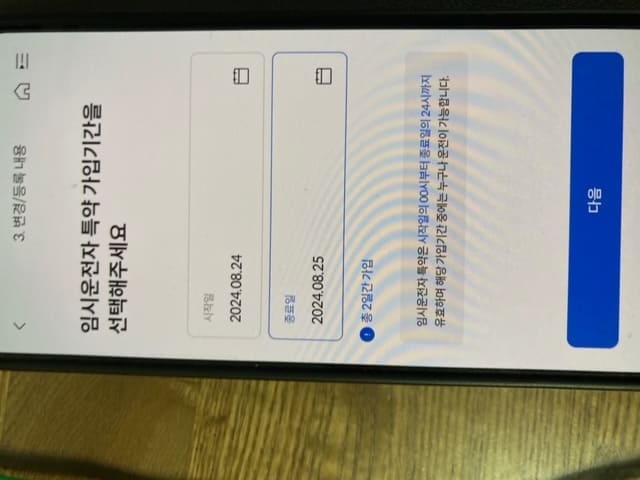 3. 변경/등록 내용
임시운전자 특약 가입기간을
선택해주세요
시작일
2024.08.24
종료일
2024.08.25
총 2일간 가입
임시운전자 특약은 시작일의 00시부터 종료일의 24시까지
유효하며 해당 가입기간 중에는 누구나 운전이 가능합니다.
다음